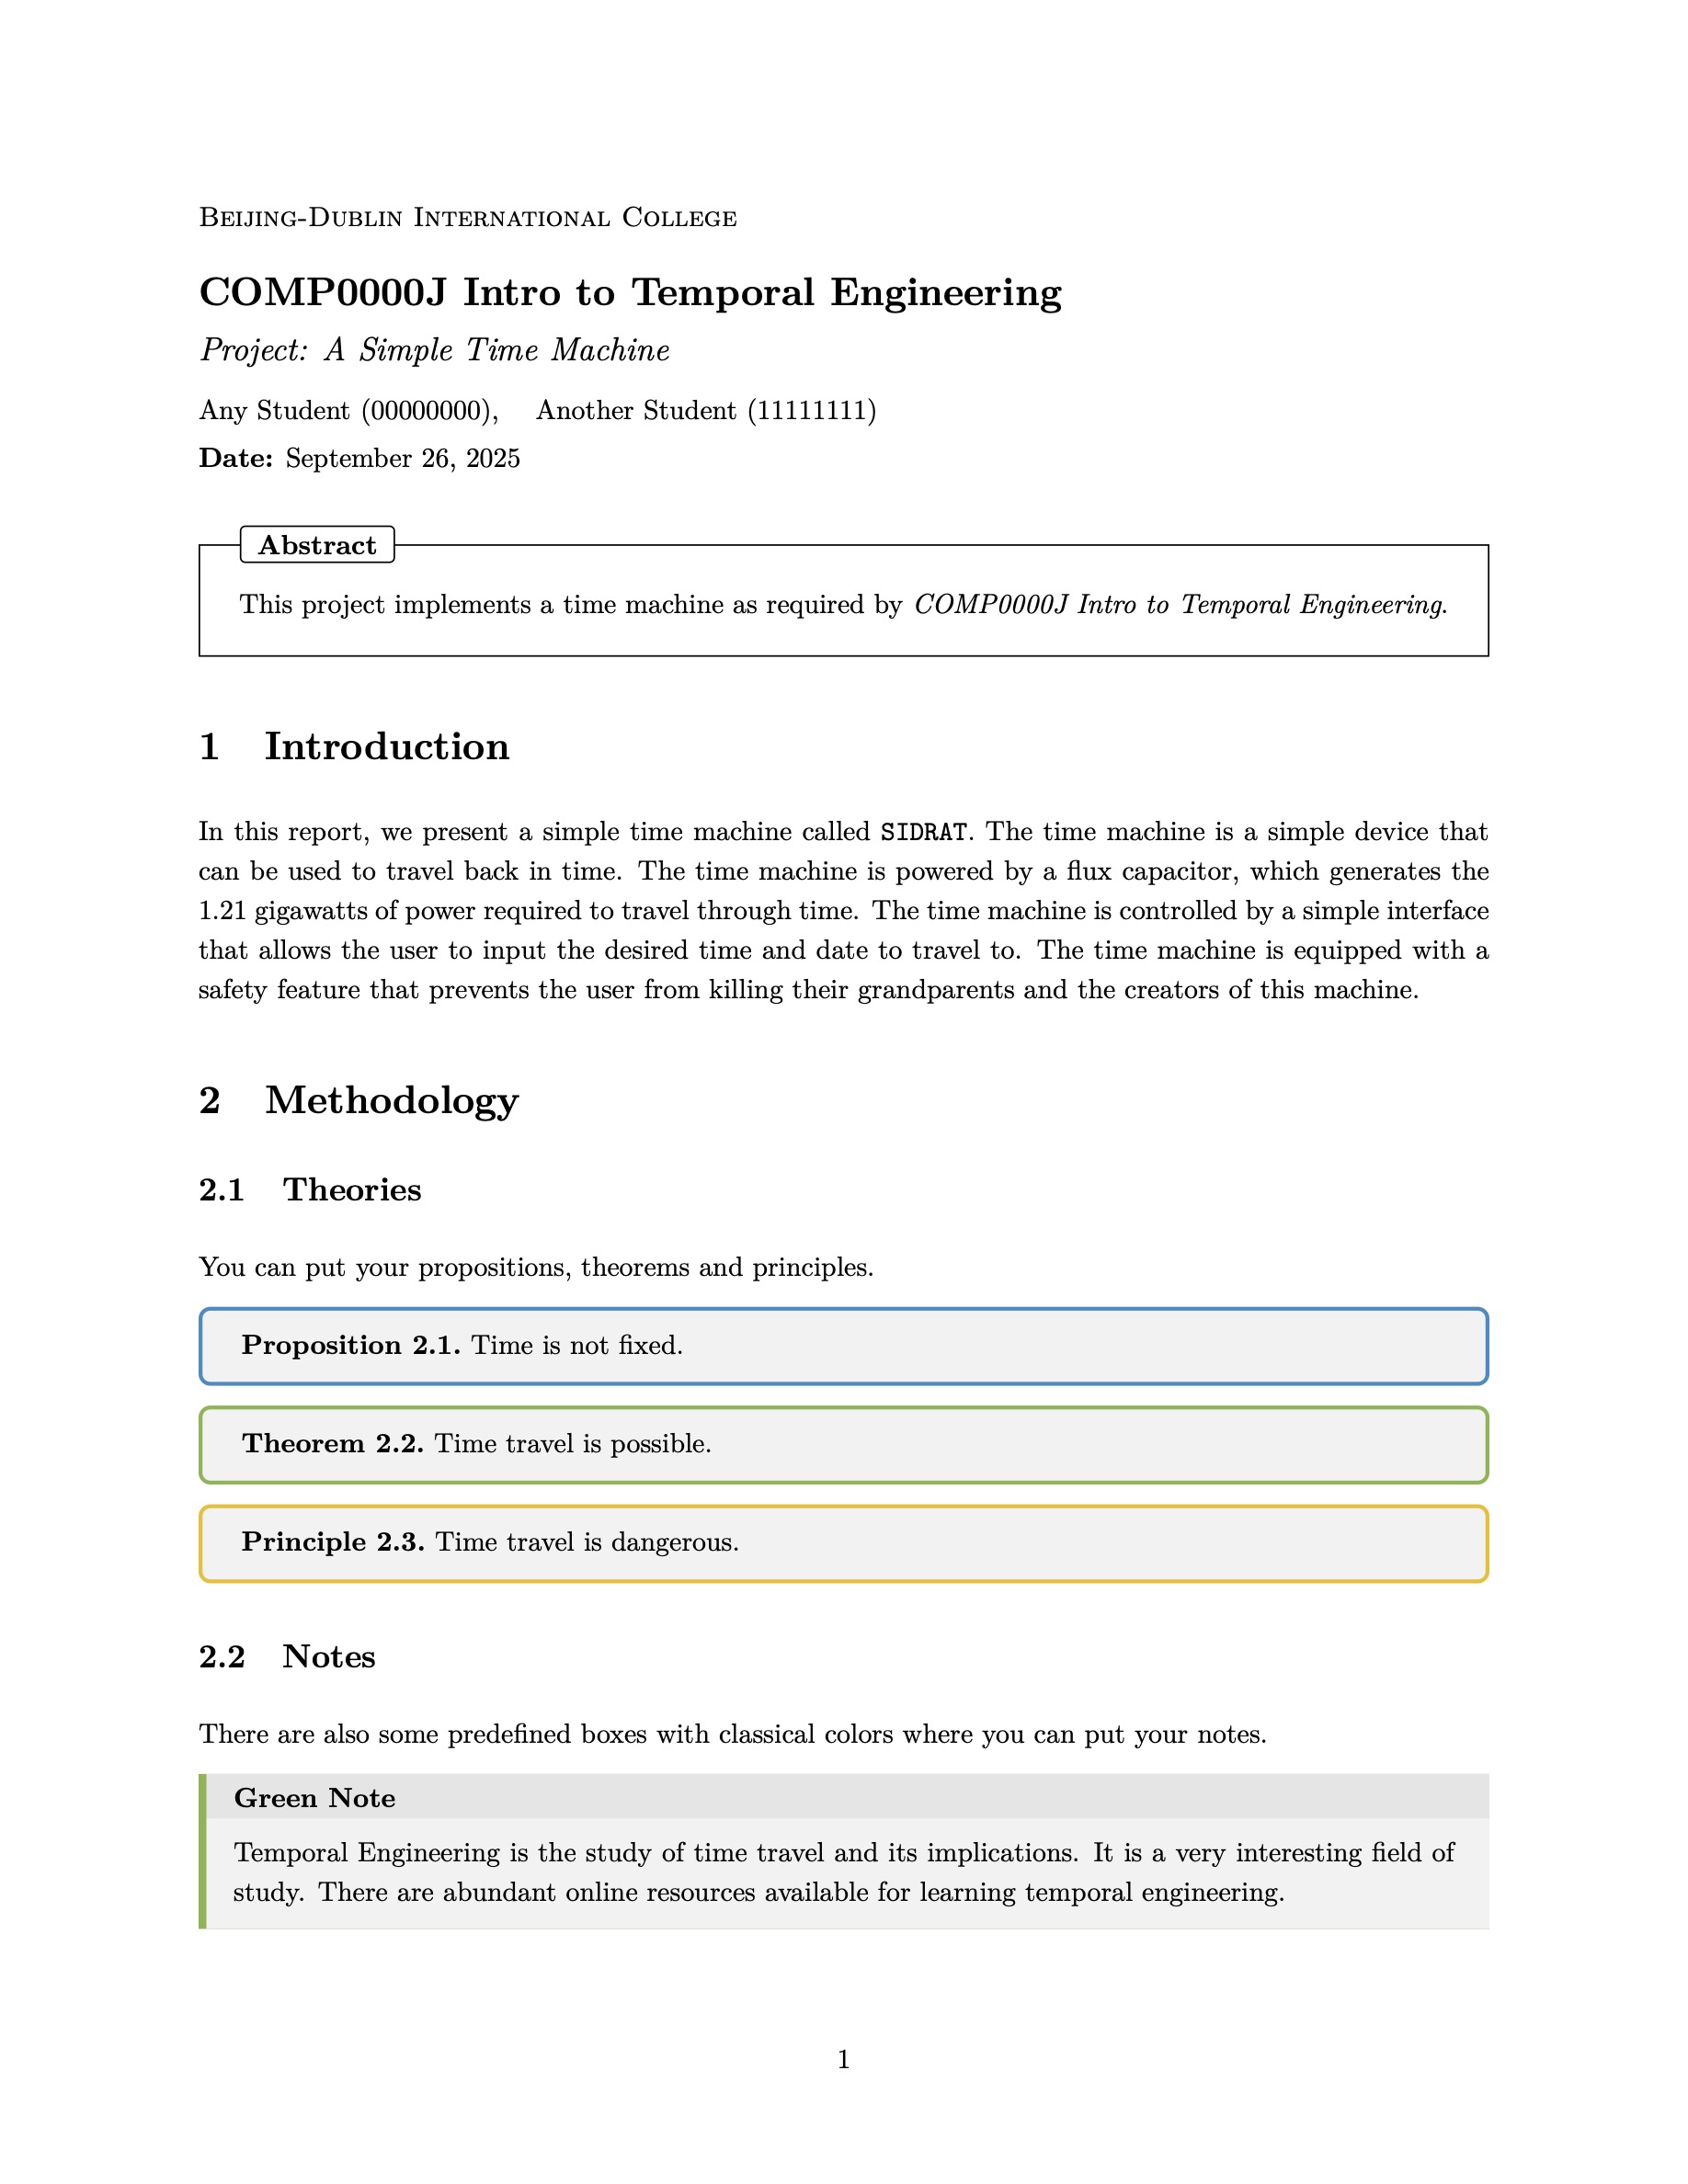 Beijing-Dublin International College
COMP0000J Intro to Temporal Engineering
Project: A Simple Time Machine
Any Student (00000000), Another Student (11111111)
Date: September 26, 2025
Abstract
This project implements a time machine as required by COMP0000J Intro to Temporal Engineering.
1 Introduction
In this report, we present a simple time machine called SIDRAT. The time machine is a simple device that
can be used to travel back in time. The time machine is powered by a flux capacitor, which generates the
1.21 gigawatts of power required to travel through time. The time machine is controlled by a simple interface
that allows the user to input the desired time and date to travel to. The time machine is equipped with a
safety feature that prevents the user from killing their grandparents and the creators of this machine.
2 Methodology
2.1 Theories
You can put your propositions, theorems and principles.
Proposition 2.1. Time is not fixed.
Theorem 2.2. Time travel is possible.
Principle 2.3. Time travel is dangerous.
2.2 Notes
There are also some predefined boxes with classical colors where you can put your notes.
Green Note
Temporal Engineering is the study of time travel and its implications. It is a very interesting field of
study. There are abundant online resources available for learning temporal engineering.
1